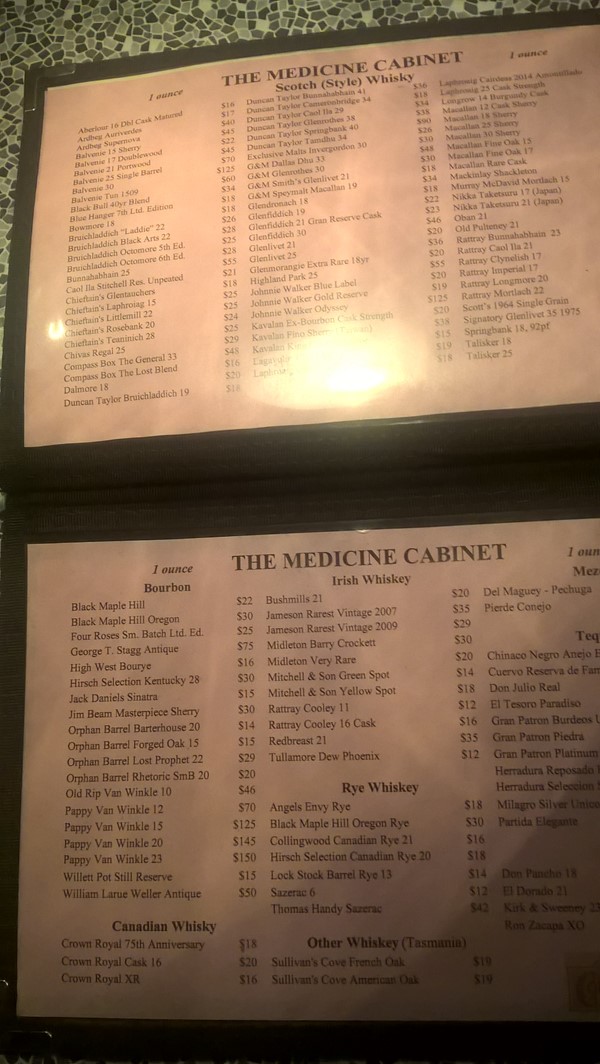 THE MEDICINE CABINET
1 ounce
1 ounce
Scotch (Style) Whisky
Aberlour 16 Dbl Cask Matured $16
Ardbeg Auriverdes $17
Ardbeg Supernova $40
Balvenie 15 Sherry $45
Balvenie 17 Doublewood $22
Balvenie 21 Portwood $45
Balvenie 25 Single Barrel $70
Balvenie 30 $125
Balvenie Tun 1509 $60
Black Bull 40yr Blend $34
Blue Hanger 7th Ltd. Edition $18
Bowmore 18 $18
Bruichladdich "Laddie" 22 $26
Bruichladdich Black Arts 22 $28
Bruichladdich Octomore 5th Ed. $25
Bruichladdich Octomore 6th Ed. $28
Bunnahabhain 25 $55
Caol Ila Stitchell Res. Unpeated $21
Chieftain's Glentauchers $18
Chieftain's Laphroaig 15 $25
Chieftain's Littlemill 22 $25
Chieftain's Rosebank 20 $24
Chieftain's Teaninich 28 $25
Chivas Regal 25 $29
Compass Box The General 33 $48
Compass Box The Lost Blend $16
Dalmore 18 $20
Duncan Taylor Bruichladdich 19 $18
Duncan Taylor Bunnahabhain 41 $36
Duncan Taylor Cameronbridge 34 $18
Duncan Taylor Caol Ila 29 $34
Duncan Taylor Glenrothes 38 $38
Duncan Taylor Springbank 40 $90
Duncan Taylor Tamdhu 34 $26
Exclusive Malts Invergordon 30 $30
G&M Dallas Dhu 33 $48
G&M Glenrothes 30 $30
G&M Smith's Glenlivet 21 $18
G&M Speymalt Macallan 19 $34
Glendronach 18 $18
Glenfiddich 19 $22
Glenfiddich 21 Gran Reserve Cask $23
Glenfiddich 30 $46
Glenlivet 21 $20
Glenlivet 25 $36
Glenmorangie Extra Rare 18yr $20
Highland Park 25 $55
Johnnie Walker Blue Label $20
Johnnie Walker Gold Reserve $19
Johnnie Walker Odyssey $125
Kavalan Ex-Bourbon Cask Strength $20
Kavalan Fino Sherry (Taiwan) $38
Kavalan $15
$19
$18
Laphroaig Cairdeas 2014 Amontillado
Laphroaig 25 Cask Strength
Longrow 14 Burgundy Cask
Macallan 12 Cask Sherry
Macallan 18 Sherry
Macallan 25 Sherry
Macallan 30 Sherry
Macallan Fine Oak 15
Macallan Fine Oak 17
Macallan Rare Cask
Mackinlay Shackleton
Murray McDavid Mortlach 15
Nikka Taketsuru 17 (Japan)
Nikka Taketsuru 21 (Japan)
Oban 21
Old Pulteney 21
Rattray Bunnahabhain 23
Rattray Caol Ila 21
Rattray Clynelish 17
Rattray Imperial 17
Rattray Longmore 20
Rattray Mortlach 22
Scott's 1964 Single Grain
Signatory Glenlivet 35 1975
Springbank 18, 92pf
Talisker 18
Talisker 25
THE MEDICINE CABINET
1 ounce
1 oun
Bourbon
Black Maple Hill $22
Black Maple Hill Oregon $30
Four Roses Sm. Batch Ltd. Ed. $25
George T. Stagg Antique $75
High West Bourye $16
Hirsch Selection Kentucky 28 $30
Jack Daniels Sinatra $15
Jim Beam Masterpiece Sherry $30
Orphan Barrel Barterhouse 20 $14
Orphan Barrel Forged Oak 15 $15
Orphan Barrel Lost Prophet 22 $29
Orphan Barrel Rhetoric SmB 20 $20
Old Rip Van Winkle 10 $46
Pappy Van Winkle 12 $70
Pappy Van Winkle 15 $125
Pappy Van Winkle 20 $145
Pappy Van Winkle 23 $150
Willett Pot Still Reserve $15
William Larue Weller Antique $50
Canadian Whisky
Crown Royal 75th Anniversary $18
Crown Royal Cask 16 $20
Crown Royal XR $16
Irish Whiskey
Bushmills 21 $20
Jameson Rarest Vintage 2007 $35
Jameson Rarest Vintage 2009 $29
Midleton Barry Crockett $30
Midleton Very Rare $20
Mitchell & Son Green Spot $14
Mitchell & Son Yellow Spot $18
Rattray Cooley 11 $12
Rattray Cooley 16 Cask $16
Redbreast 21 $35
Tullamore Dew Phoenix $12
Rye Whiskey
Angels Envy Rye $18
Black Maple Hill Oregon Rye $30
Collingwood Canadian Rye 21 $16
Hirsch Selection Canadian Rye 20 $18
Lock Stock Barrel Rye 13 $14
Sazerac 6 $12
Thomas Handy Sazerac $42
Other Whiskey (Tasmania)
Sullivan's Cove French Oak $19
Sullivan's Cove American Oak $19
Mez
Del Maguey - Pechuga
Pierde Conejo
Teq
Chinaco Negro Anejo E
Cuervo Reserva de Fam
Don Julio Real
El Tesoro Paradiso
Gran Patron Burdeos
Gran Patron Piedra
Gran Patron Platinum
Herradura Reposado
Herradura Seleccion
Milagro Silver Unico
Partida Elegante
Don Pancho 18
El Dorado 21
Kirk & Sweeney 23
Ron Zacapa XO